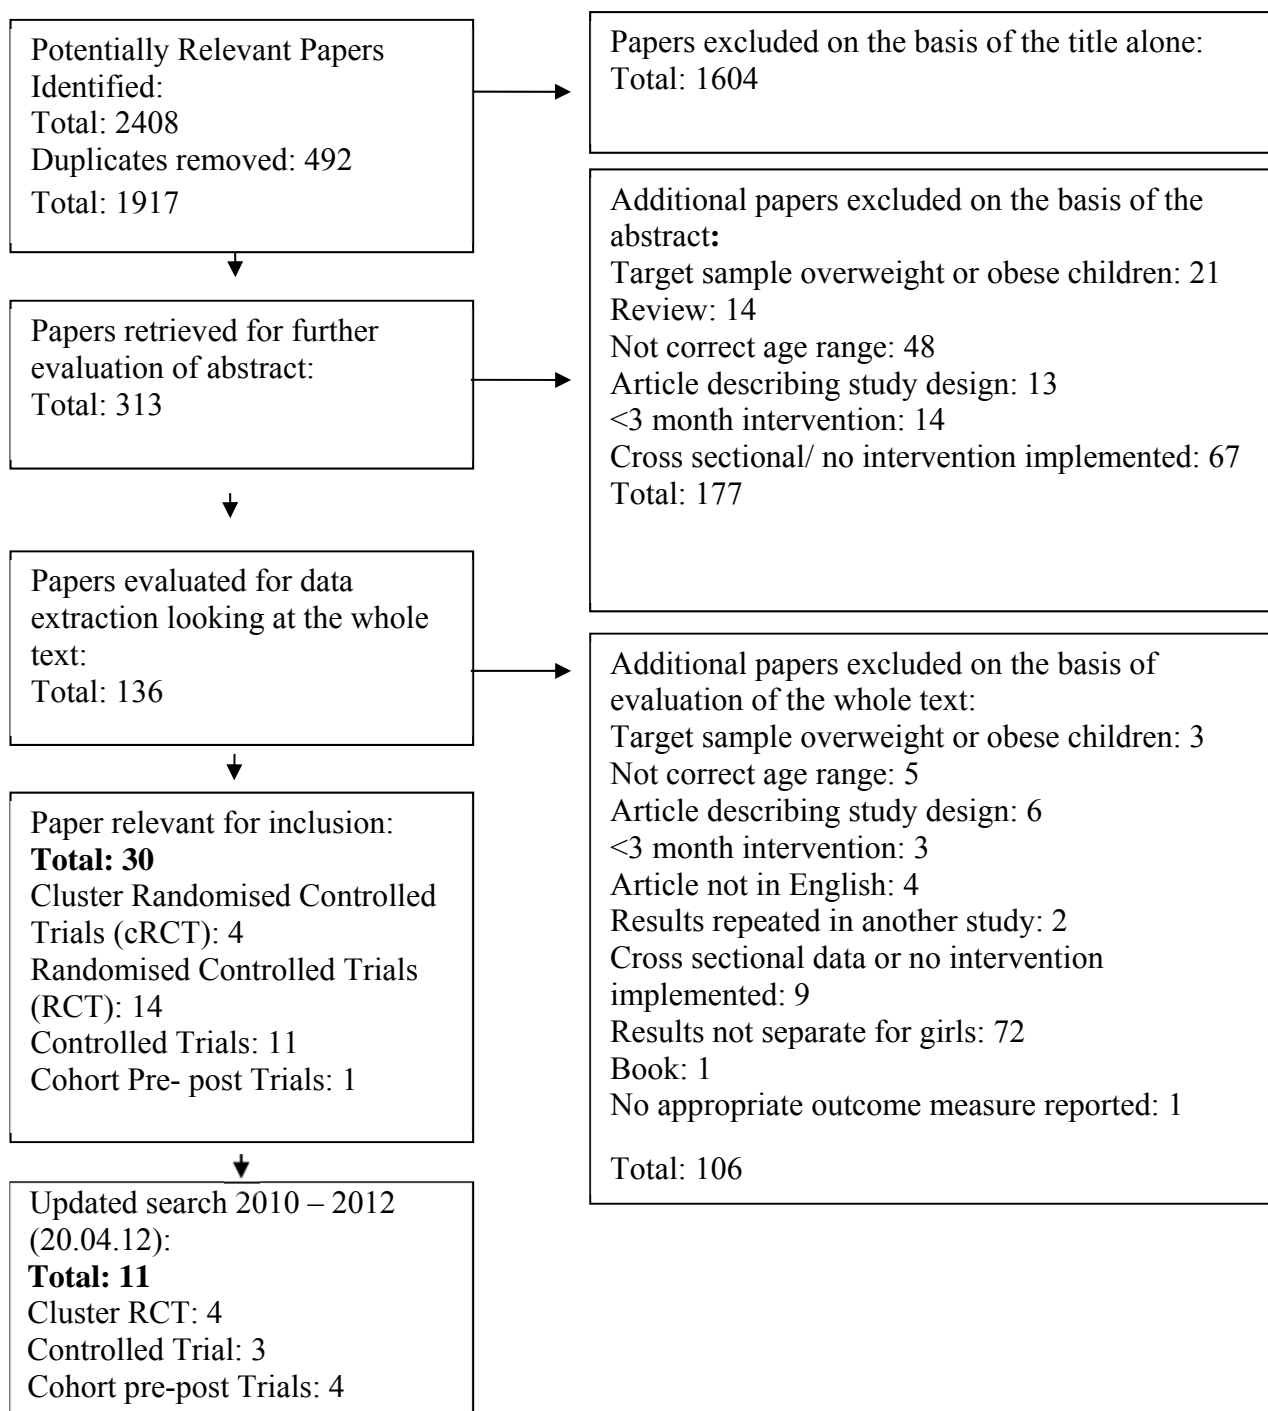 Potentially Relevant Papers
Identified:
Total: 2408
Duplicates removed: 492
Total: 1917
Papers excluded on the basis of the title alone:
Total: 1604
Papers retrieved for further
evaluation of abstract:
Total: 313
Additional papers excluded on the basis of the
abstract:
Target sample overweight or obese children: 21
Review: 14
Not correct age range: 48
Article describing study design: 13
<3 month intervention: 14
Cross sectional/ no intervention implemented: 67
Total: 177
Papers evaluated for data
extraction looking at the whole
text:
Total: 136
Additional papers excluded on the basis of
evaluation of the whole text:
Target sample overweight or obese children: 3
Not correct age range: 5
Article describing study design: 6
<3 month intervention: 3
Article not in English: 4
Results repeated in another study: 2
Cross sectional data or no intervention
implemented: 9
Results not separate for girls: 72
Book: 1
No appropriate outcome measure reported: 1
Total: 106
Paper relevant for inclusion:
Total: 30
Cluster Randomised Controlled
Trials (cRCT): 4
Randomised Controlled Trials
(RCT): 14
Controlled Trials: 11
Cohort Pre- post Trials: 1
Updated search 2010 – 2012
(20.04.12):
Total: 11
Cluster RCT: 4
Controlled Trial: 3
Cohort pre-post Trials: 4